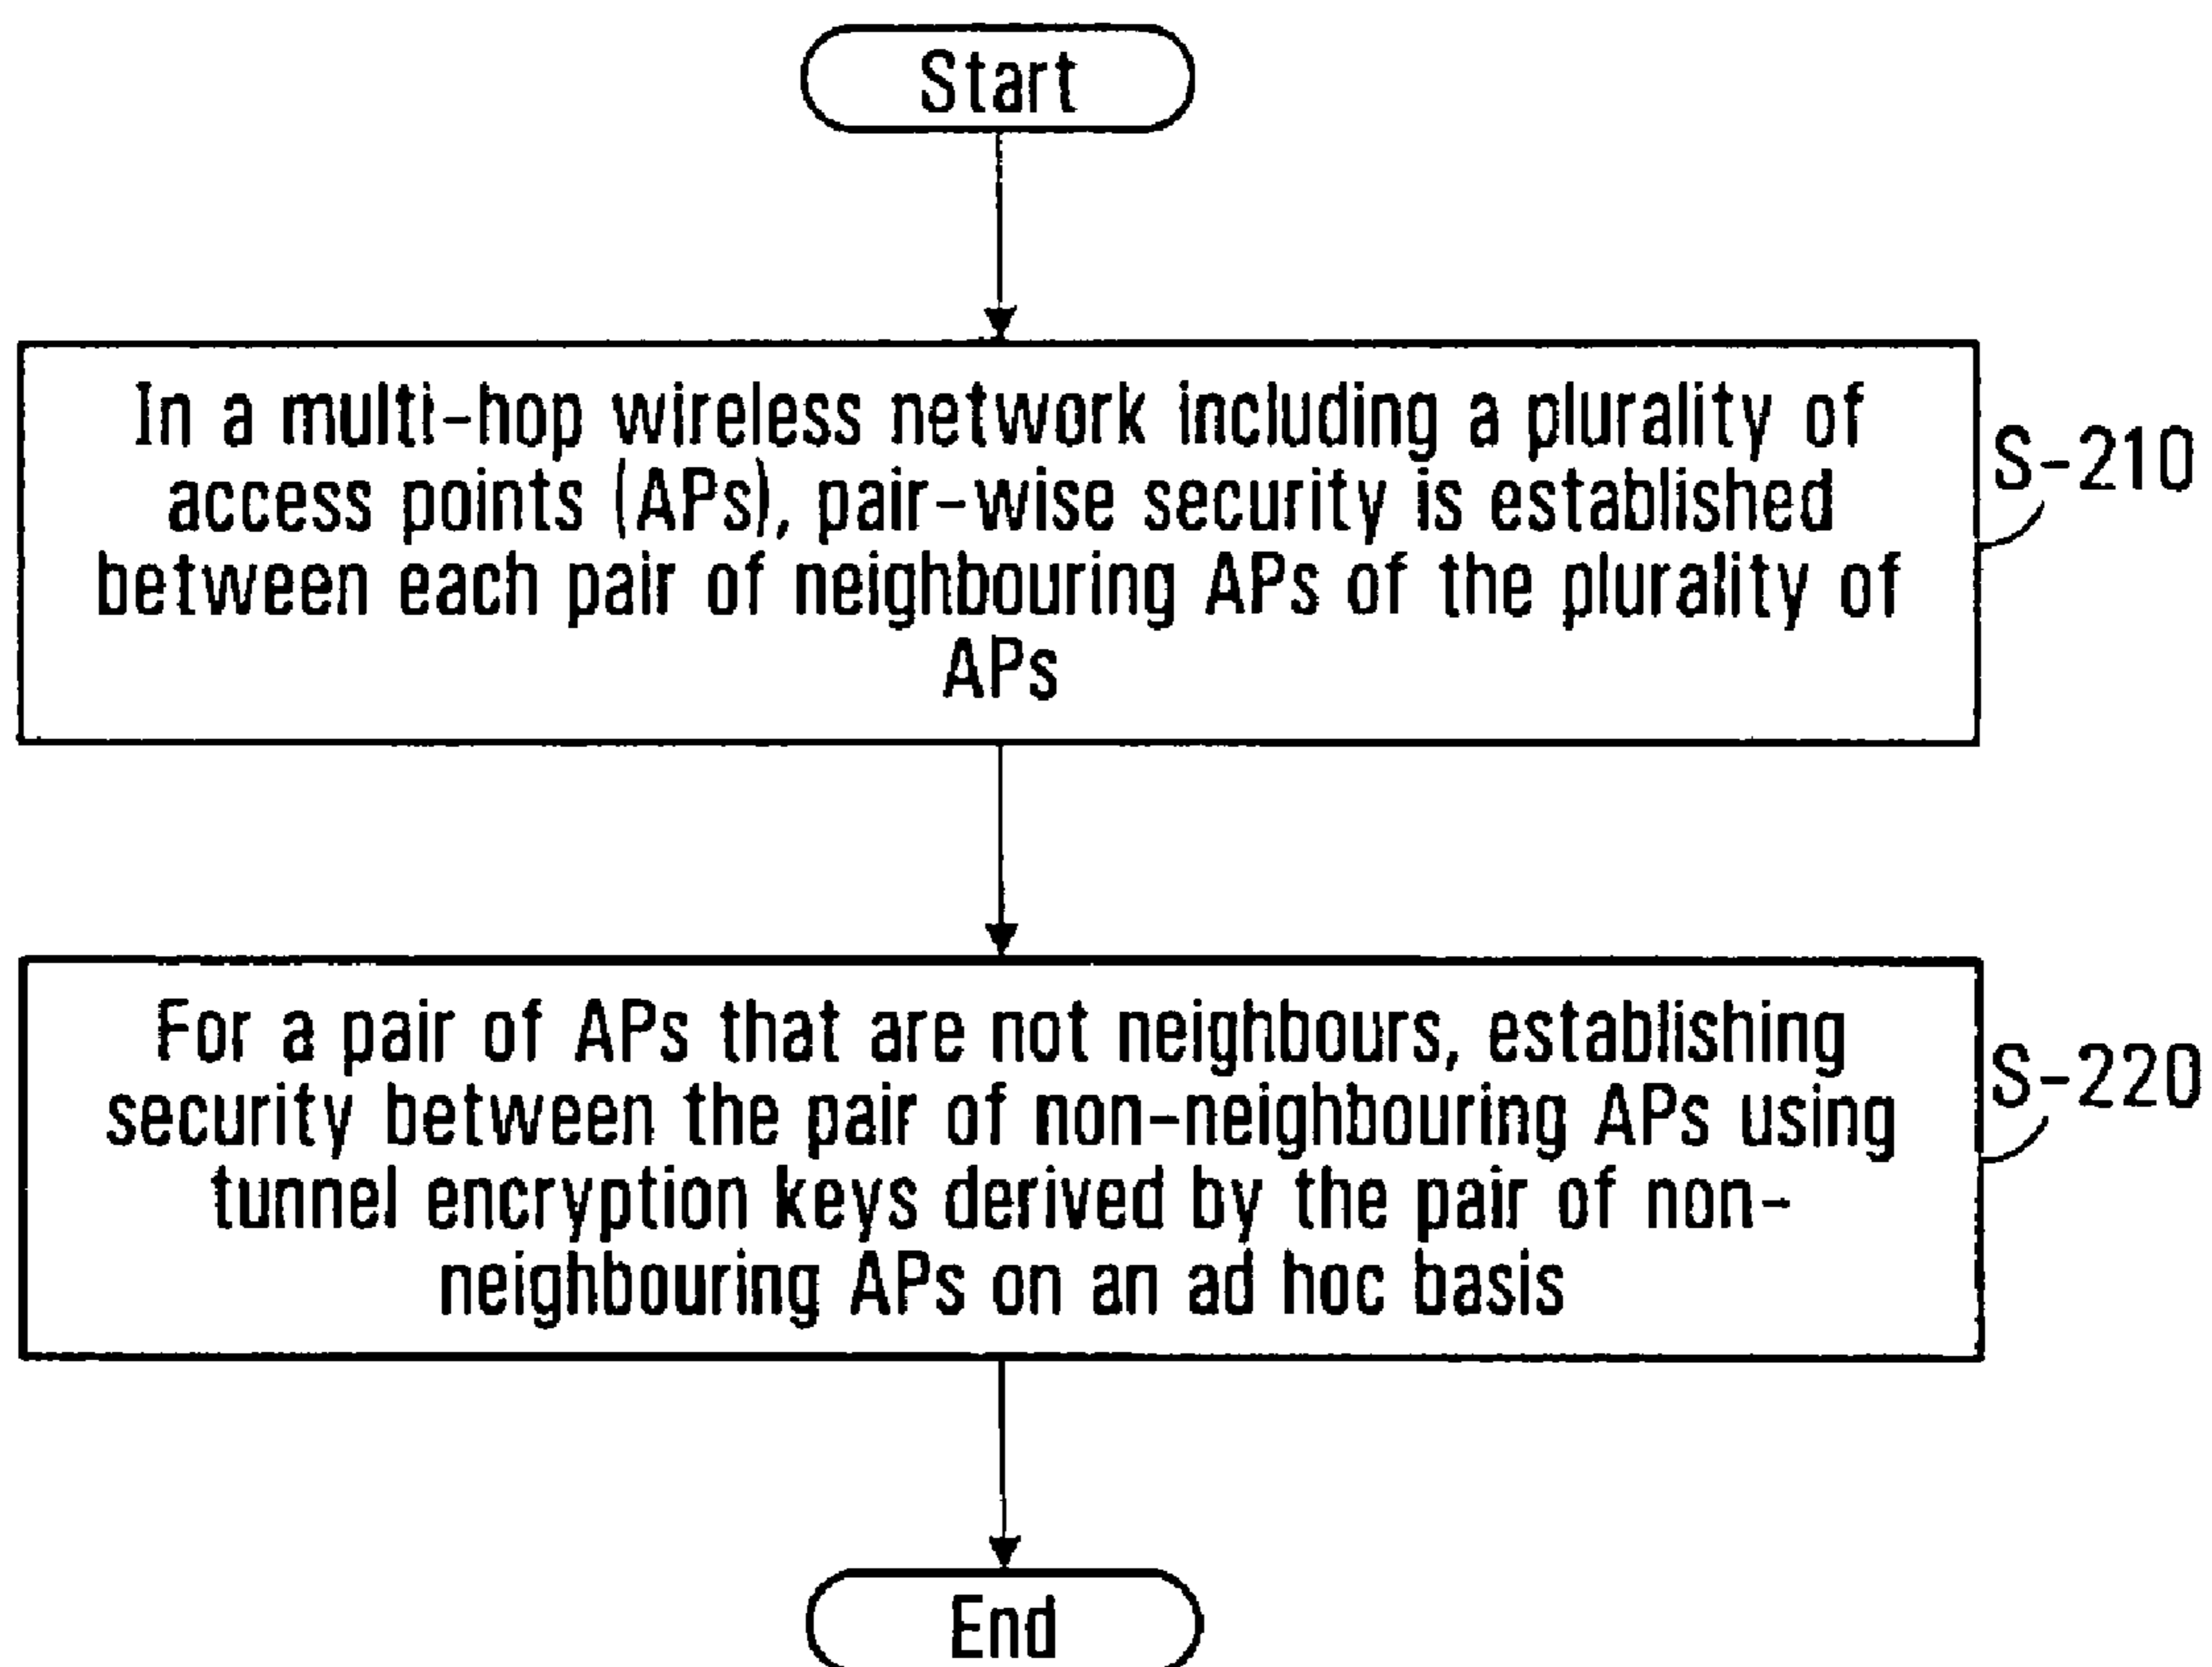 Start
In a multi-hop wireless network including a plurality of
access points (APs), pair-wise security is established
between each pair of neighbouring APs of the plurality of
APs
S-210
For a pair of APs that are not neighbours, establishing
security between the pair of non-neighbouring APs using
tunnel encryption keys derived by the pair of non-
neighbouring APs on an ad hoc basis
S-220
End